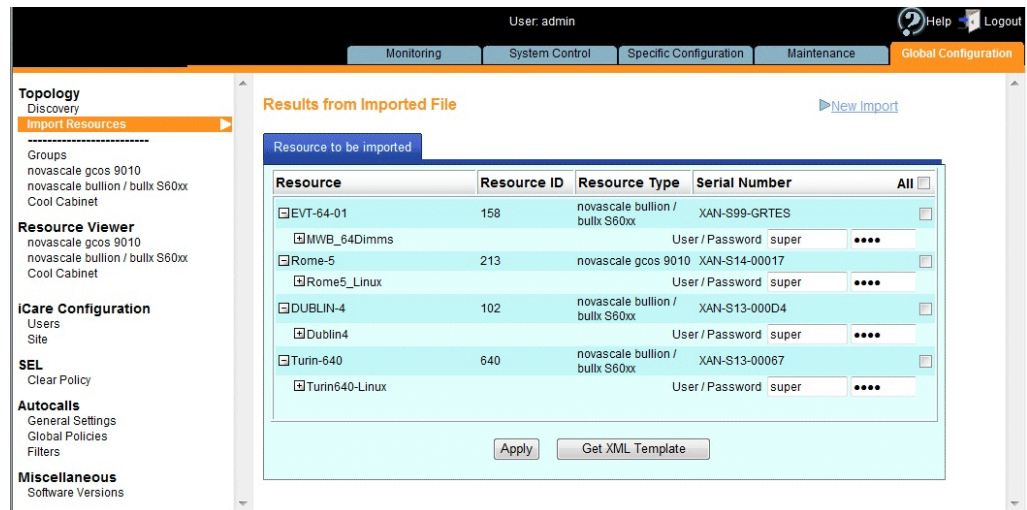 User: admin
Help Logout
Monitoring System Control Specific Configuration Maintenance Global Configuration
Topology
Discovery
Import Resources
-------------------------
Groups
novascale gcos 9010
novascale bullion / bullx S60xx
Cool Cabinet
Resource Viewer
novascale gcos 9010
novascale bullion / bullx S60xx
Cool Cabinet
iCare Configuration
Users
Site
SEL
Clear Policy
Autocalls
General Settings
Global Policies
Filters
Miscellaneous
Software Versions
Results from Imported File
New Import
Resource to be imported
Resource Resource ID Resource Type Serial Number All
EVT-64-01 158 novascale bullion / bullx S60xx XAN-S99-GRTES
MWB_64Dimms User / Password super ••••
Rome-5 213 novascale gcos 9010 XAN-S14-00017
Rome5_Linux User / Password super ••••
DUBLIN-4 102 novascale bullion / bullx S60xx XAN-S13-000D4
Dublin4 User / Password super ••••
Turin-640 640 novascale bullion / bullx S60xx XAN-S13-00067
Turin640-Linux User / Password super ••••
Apply Get XML Template